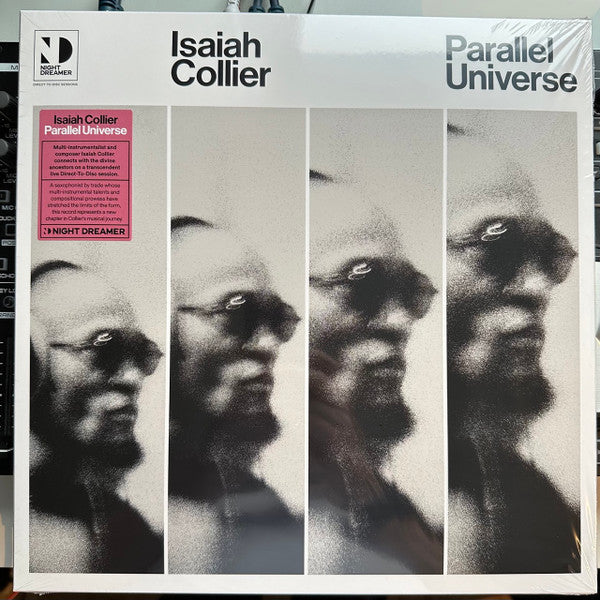 ND
NIGHT
DREAMER
DIRECT-TO-DISC SESSIONS
Isaiah
Collier
Parallel
Universe
Isaiah Collier
Parallel Universe
Multi-instrumentalist and
composer Isaiah Collier
connects with the divine
ancestors on a transcendent
live Direct-To-Disc session.
A saxophonist by trade whose
multi-instrumental talents and
compositional prowess have
stretched the limits of the form,
this record represents a new
chapter in Collier's musical journey.
ND NIGHT DREAMER
MIC